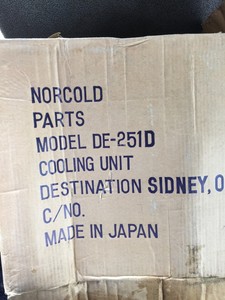 NORCOLD
PARTS
MODEL DE-251D
COOLING UNIT
DESTINATION SIDNEY, O
C/NO.
MADE IN JAPAN